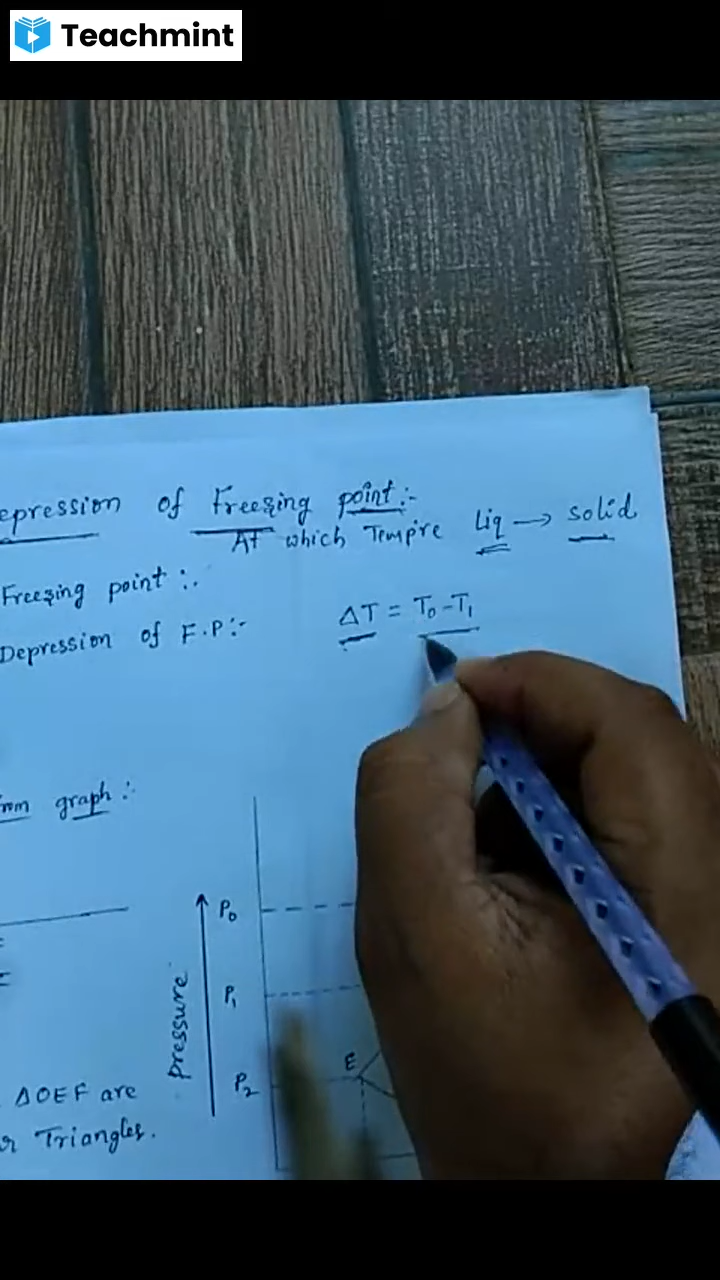 Teachmint
epression of Freezing point:-
At which Tempre Liq → solid
Freezing point :.
Depression of F.P:-
ΔT = T₀-T₁
rom graph :-
P₀
P₁
pressure
E
P₂
ΔOEF are
r Triangles.